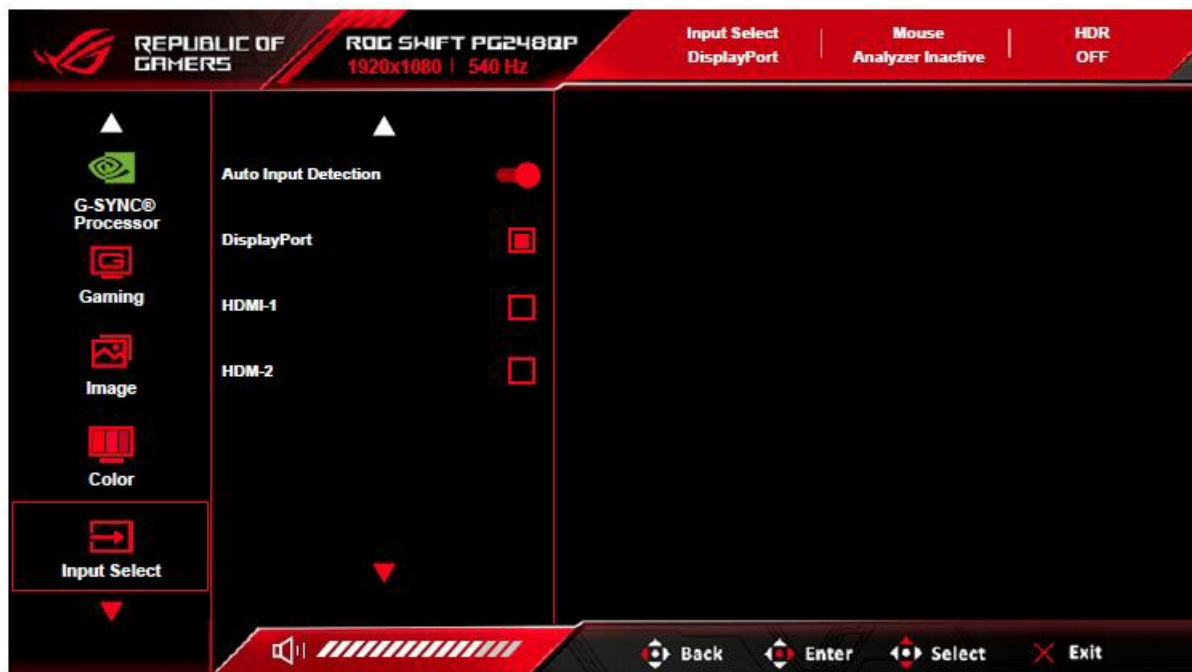 REPUBLIC OF
GAMERS
ROG SWIFT PG248QP
1920x1080 | 540 Hz
Input Select
DisplayPort
Mouse
Analyzer Inactive
HDR
OFF
G-SYNC®
Processor
Gaming
Image
Color
Input Select
Auto Input Detection
DisplayPort
HDMI-1
HDM-2
Back
Enter
Select
Exit